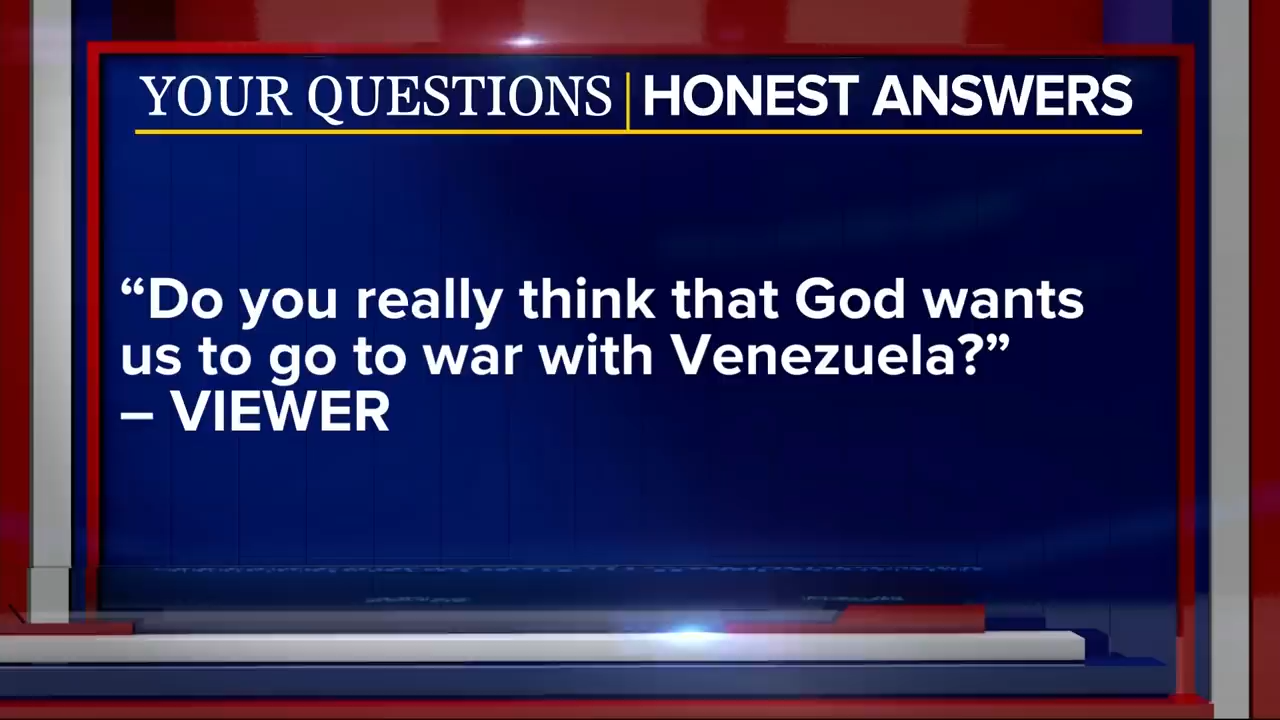 YOUR QUESTIONS | HONEST ANSWERS
“Do you really think that God wants
us to go to war with Venezuela?”
– VIEWER